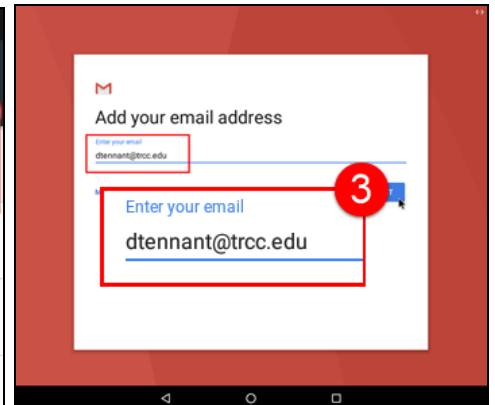 Add your email address
Enter your email
dtennant@trcc.edu
3
Enter your email
dtennant@trcc.edu